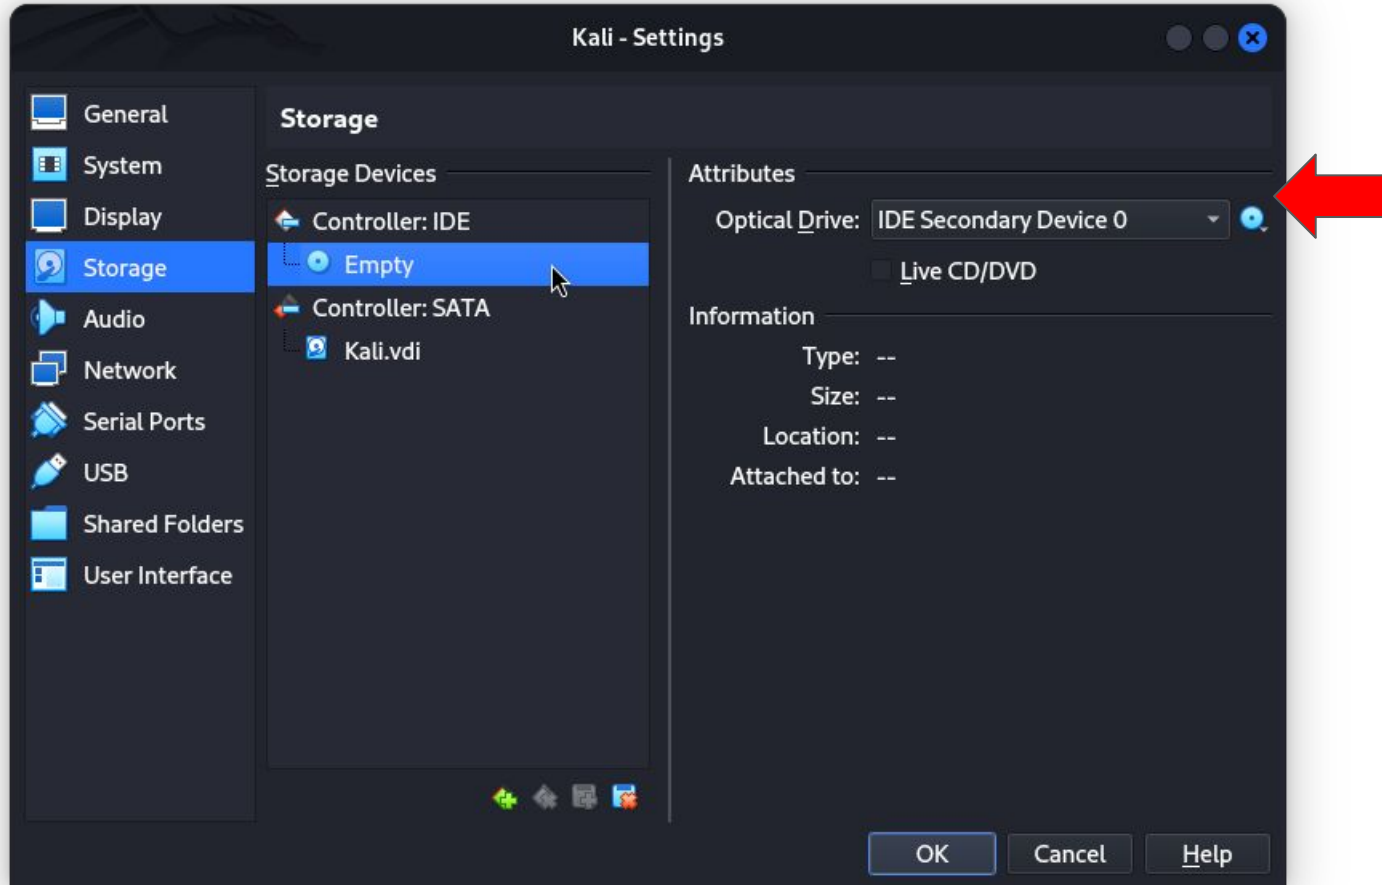 Kali - Settings
General
System
Display
Storage
Audio
Network
Serial Ports
USB
Shared Folders
User Interface
Storage
Storage Devices
Controller: IDE
Empty
Controller: SATA
Kali.vdi
Attributes
Optical Drive: IDE Secondary Device 0
Live CD/DVD
Information
Type: --
Size: --
Location: --
Attached to: --
OK Cancel Help